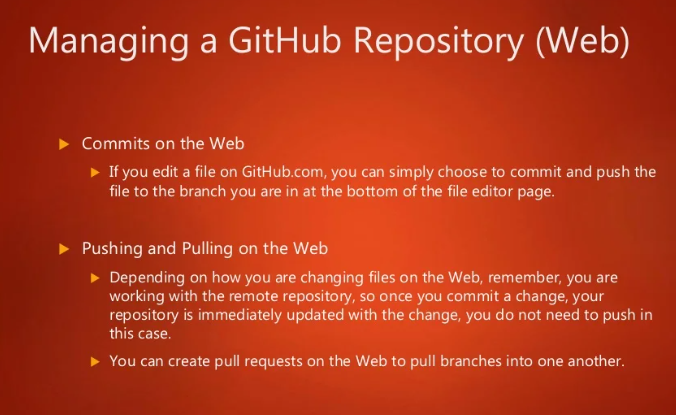 Managing a GitHub Repository (Web)
Commits on the Web
If you edit a file on GitHub.com, you can simply choose to commit and push the
file to the branch you are in at the bottom of the file editor page.
Pushing and Pulling on the Web
Depending on how you are changing files on the Web, remember, you are
working with the remote repository, so once you commit a change, your
repository is immediately updated with the change, you do not need to push in
this case.
You can create pull requests on the Web to pull branches into one another.